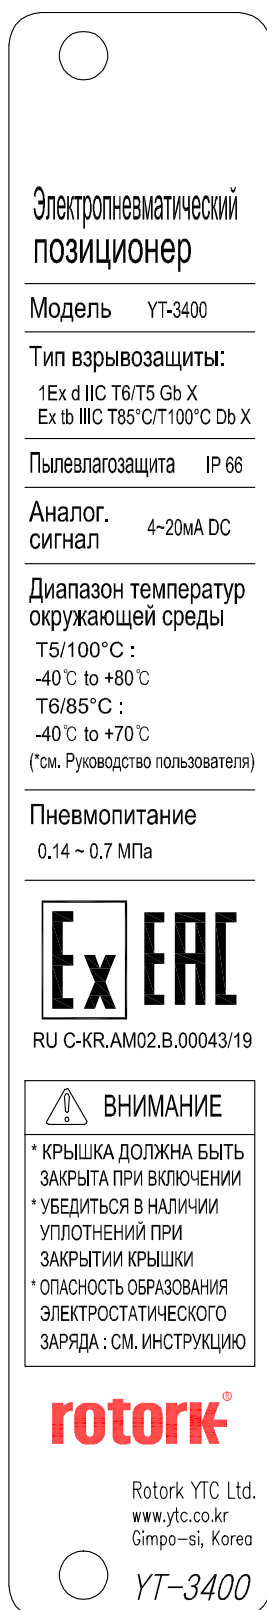 Электропневматический
позиционер
Модель YT-3400
Тип взрывозащиты:
1Ex d IIC T6/T5 Gb X
Ex tb IIIC T85°C/T100°C Db X
Пылевлагозащита IP 66
Аналог.
сигнал 4~20мА DC
Диапазон температур
окружающей среды
T5/100°C :
-40℃ to +80℃
T6/85°C :
-40℃ to +70℃
(*см. Руководство пользователя)
Пневмопитание
0.14 ~ 0.7 МПа
Ex EAC
RU C-KR.AM02.B.00043/19
ВНИМАНИЕ
* КРЫШКА ДОЛЖНА БЫТЬ
ЗАКРЫТА ПРИ ВКЛЮЧЕНИИ
* УБЕДИТЬСЯ В НАЛИЧИИ
УПЛОТНЕНИЙ ПРИ
ЗАКРЫТИИ КРЫШКИ
* ОПАСНОСТЬ ОБРАЗОВАНИЯ
ЭЛЕКТРОСТАТИЧЕСКОГО
ЗАРЯДА : СМ. ИНСТРУКЦИЮ
rotork®
Rotork YTC Ltd.
www.ytc.co.kr
Gimpo-si, Korea
YT-3400